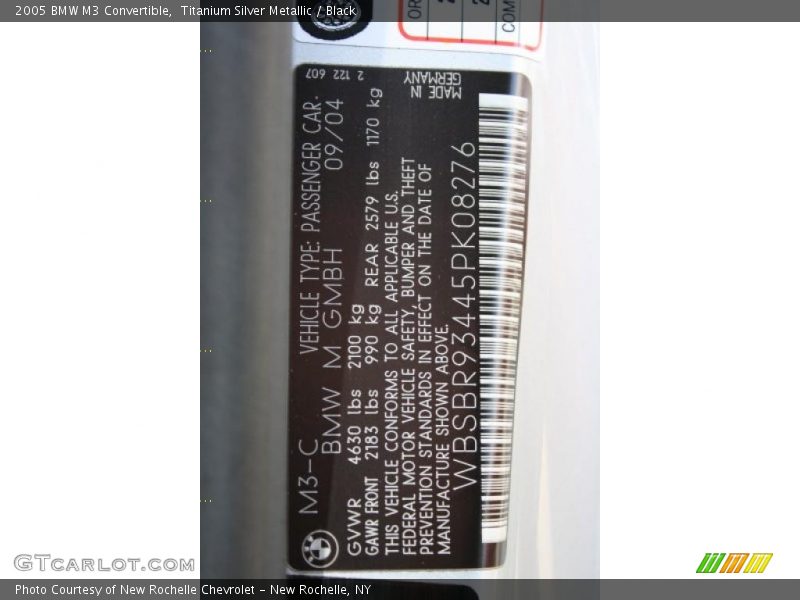 2005 BMW M3 Convertible,  Titanium Silver Metallic / Black
OR
COM
M3-C VEHICLE TYPE: PASSENGER CAR.
BMW M GMBH 09/04
GVWR 4630 lbs 2100 kg
GAWR FRONT 2183 lbs 990 kg REAR 2579 lbs 1170 kg
THIS VEHICLE CONFORMS TO ALL APPLICABLE U.S.
FEDERAL MOTOR VEHICLE SAFETY, BUMPER AND THEFT
PREVENTION STANDARDS IN EFFECT ON THE DATE OF
MANUFACTURE SHOWN ABOVE.
WBSBR93445PK08276
2 122 607
MADE IN
GERMANY
GTCARLOT.COM
Photo Courtesy of New Rochelle Chevrolet – New Rochelle, NY